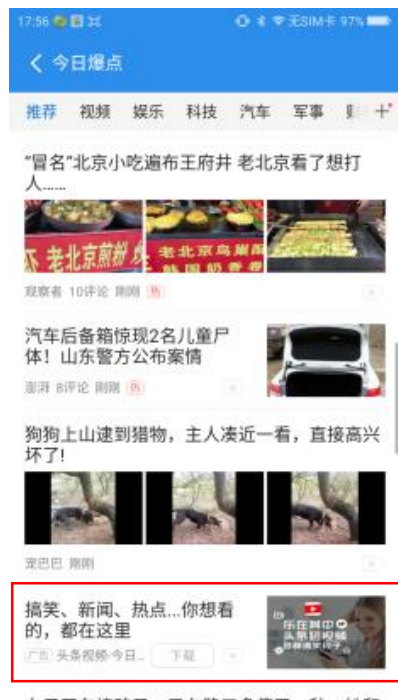 17:56
无SIM卡 97%
今日爆点
推荐 视频 娱乐 科技 汽车 军事
"冒名"北京小吃遍布王府井 老北京看了想打
人......
老北京煎粉
老北京鸟巢
观察者 10评论 刚刚 热
汽车后备箱惊现2名儿童尸
体！山东警方公布案情
澎湃 8评论 刚刚 热
狗狗上山逮到猎物，主人凑近一看，直接高兴
坏了!
宠巴巴 刚刚
搞笑、新闻、热点...你想看
的，都在这里
乐在其中
头条短视频
广告 头条视频·今日... 下载